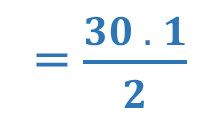 = 30 . 1
2